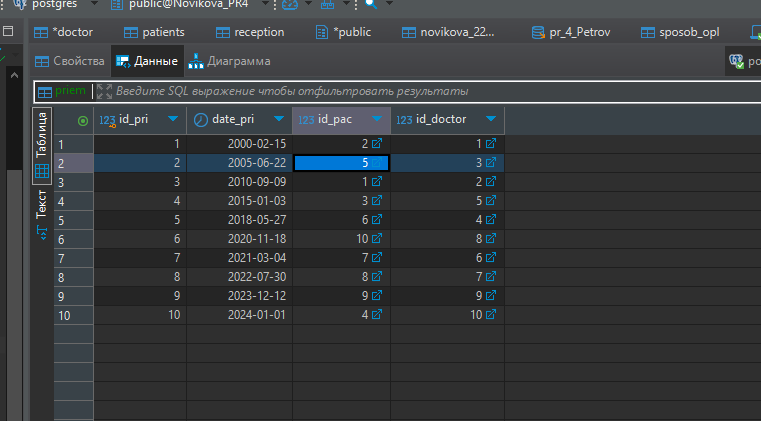 postgres public@Novikova_PR4
*doctor patients reception *public novikova_22... pr_4_Petrov sposob_opl
Свойства Данные Диаграмма
priem Введите SQL выражение чтобы отфильтровать результаты
Таблица
Текст
123 id_pri date_pri 123 id_pac 123 id_doctor
1 1 2000-02-15 2 1
2 2 2005-06-22 5 3
3 3 2010-09-09 1 2
4 4 2015-01-03 3 5
5 5 2018-05-27 6 4
6 6 2020-11-18 10 8
7 7 2021-03-04 7 6
8 8 2022-07-30 8 7
9 9 2023-12-12 9 9
10 10 2024-01-01 4 10